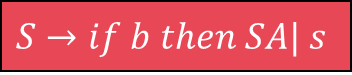 S → if b then SA| s